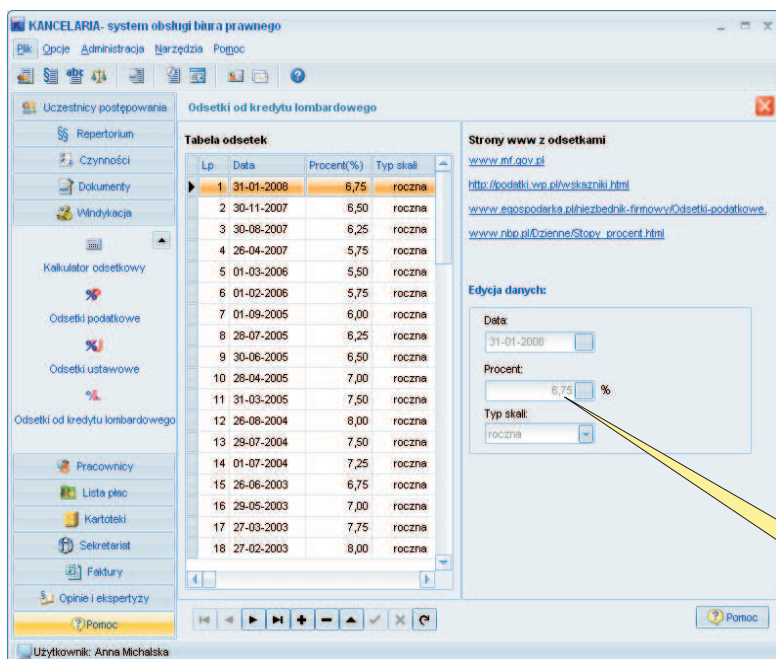 KANCELARIA- system obsługi biura prawnego
Plik Opcje Administracja Narzędzia Pomoc
Uczestnicy postępowania
§§ Repertorium
Czynności
Dokumenty
Windykacja
Kalkulator odsetkowy
Odsetki podatkowe
Odsetki ustawowe
Odsetki od kredytu lombardowego
Pracownicy
Lista płac
Kartoteki
Sekretariat
Faktury
Opinie i ekspertyzy
Pomoc
Odsetki od kredytu lombardowego
Tabela odsetek
Lp Data Procent(%) Typ skali
1 31-01-2008 6,75 roczna
2 30-11-2007 6,50 roczna
3 30-08-2007 6,25 roczna
4 26-04-2007 5,75 roczna
5 01-03-2006 5,50 roczna
6 01-02-2006 5,75 roczna
7 01-09-2005 6,00 roczna
8 28-07-2005 6,25 roczna
9 30-06-2005 6,50 roczna
10 28-04-2005 7,00 roczna
11 31-03-2005 7,50 roczna
12 26-08-2004 8,00 roczna
13 29-07-2004 7,50 roczna
14 01-07-2004 7,25 roczna
15 26-06-2003 6,75 roczna
16 29-05-2003 7,00 roczna
17 27-03-2003 7,75 roczna
18 27-02-2003 8,00 roczna
Strony www z odsetkami
www.mf.gov.pl
http://podatki.wp.pl/wskazniki.html
www.egospodarka.pl/niezbednik-firmowy/Odsetki-podatkowe.
www.nbp.pl/Dzienne/Stopy_procent.html
Edycja danych:
Data:
31-01-2008
Procent:
6,75 %
Typ skali:
roczna
Pomoc
Użytkownik: Anna Michalska